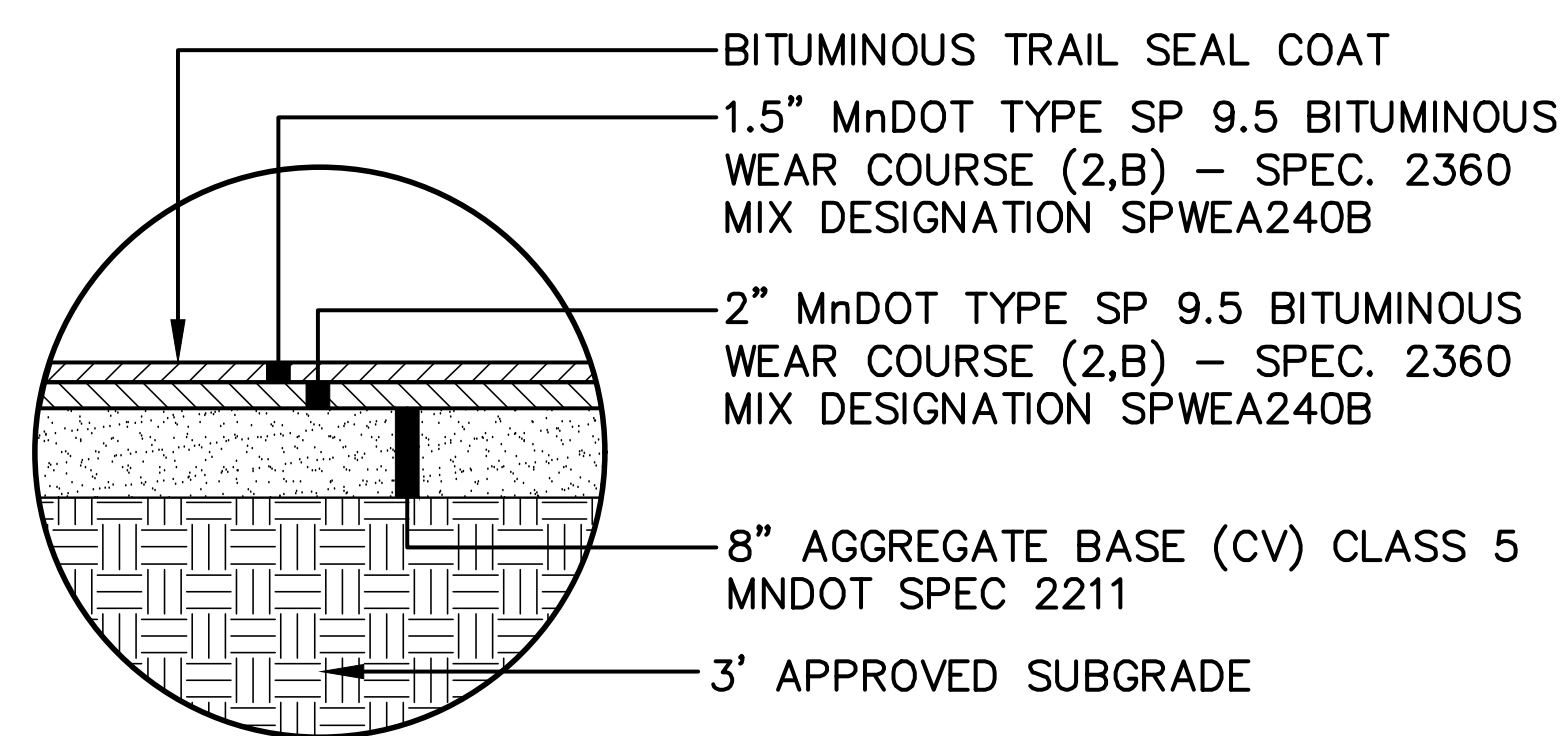 BITUMINOUS TRAIL SEAL COAT
1.5” MnDOT TYPE SP 9.5 BITUMINOUS
WEAR COURSE (2,B) – SPEC. 2360
MIX DESIGNATION SPWEA240B
2” MnDOT TYPE SP 9.5 BITUMINOUS
WEAR COURSE (2,B) – SPEC. 2360
MIX DESIGNATION SPWEA240B
8” AGGREGATE BASE (CV) CLASS 5
MNDOT SPEC 2211
3' APPROVED SUBGRADE